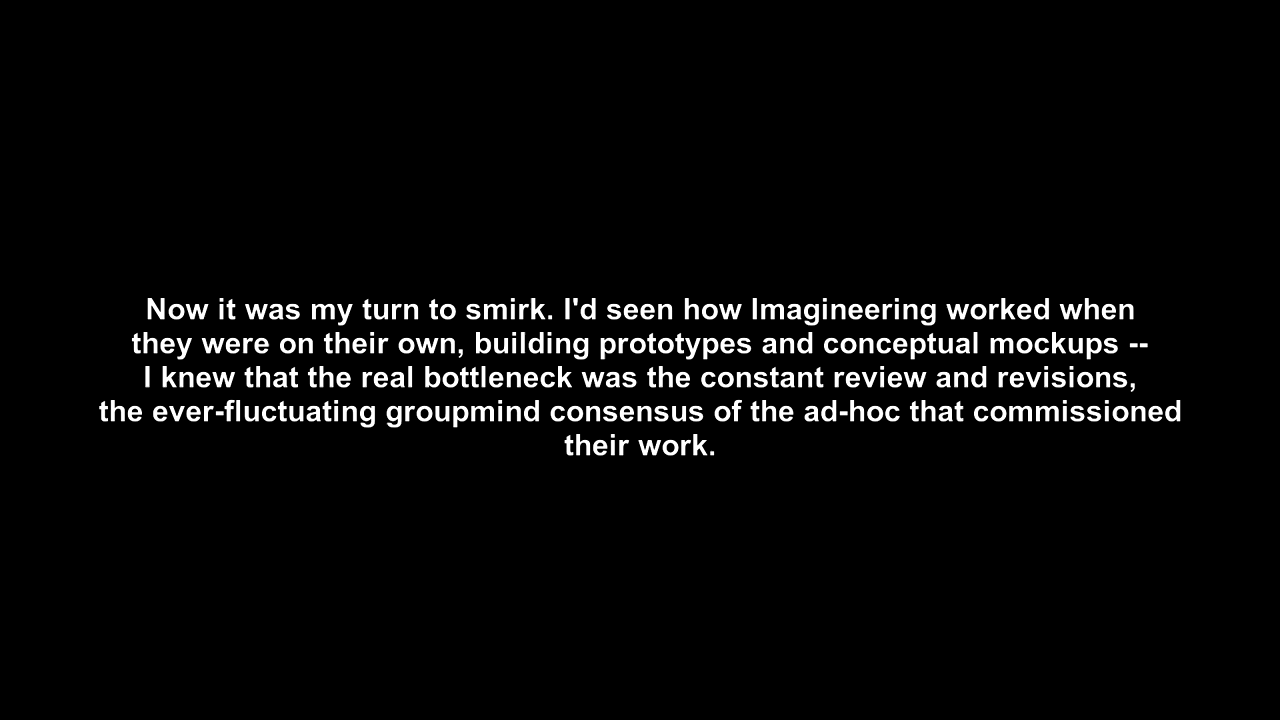 Now it was my turn to smirk. I'd seen how Imagineering worked when
they were on their own, building prototypes and conceptual mockups --
I knew that the real bottleneck was the constant review and revisions,
the ever-fluctuating groupmind consensus of the ad-hoc that commissioned
their work.